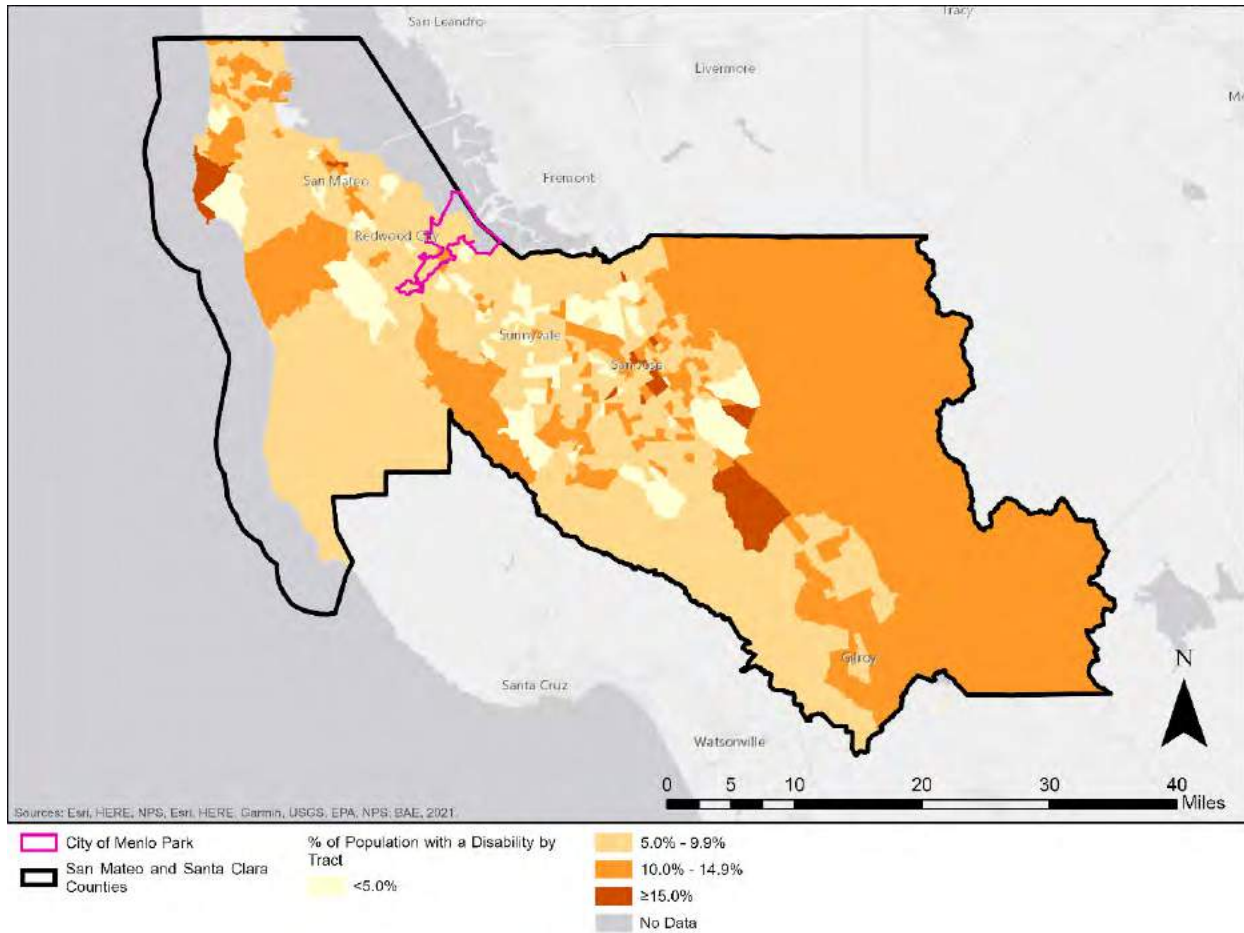 San Leandro
Tracy
Livermore
Fremont
San Mateo
Redwood City
Sunnyvale
San Jose
Gilroy
Santa Cruz
Watsonville
N
0 5 10 20 30 40
Miles
Sources: Esri, HERE, NPS, Esri, HERE, Garmin, USGS, EPA, NPS, BAE, 2021.
City of Menlo Park
San Mateo and Santa Clara
Counties
% of Population with a Disability by
Tract
<5.0%
5.0% - 9.9%
10.0% - 14.9%
≥15.0%
No Data